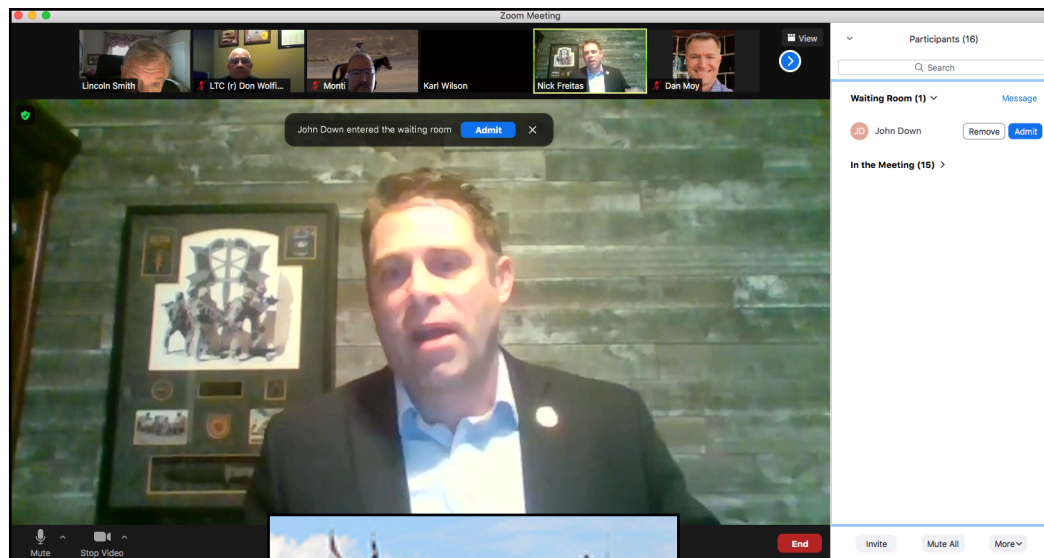 Zoom Meeting
Lincoln Smith
LTC (r) Don Wolfi...
Monti
Karl Wilson
Nick Freitas
Dan Moy
View
John Down entered the waiting room
Admit
Participants (16)
Search
Waiting Room (1)
Message
JD
John Down
Remove
Admit
In the Meeting (15)
Mute
Stop Video
End
Invite
Mute All
More